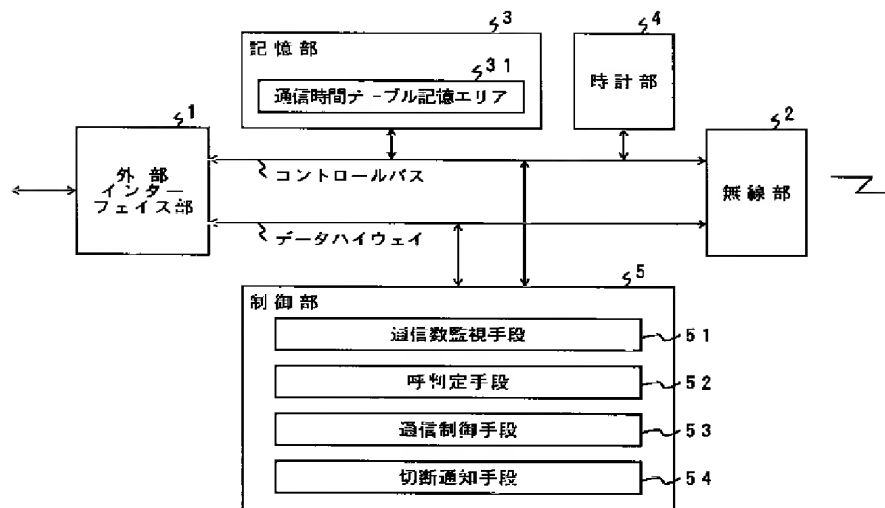 3
記憶部
31
通信時間テーブル記憶エリア
4
時計部
1
外部
インター
フェイス部
2
無線部
コントロールバス
データハイウェイ
5
制御部
通信数監視手段
51
呼判定手段
52
通信制御手段
53
切断通知手段
54